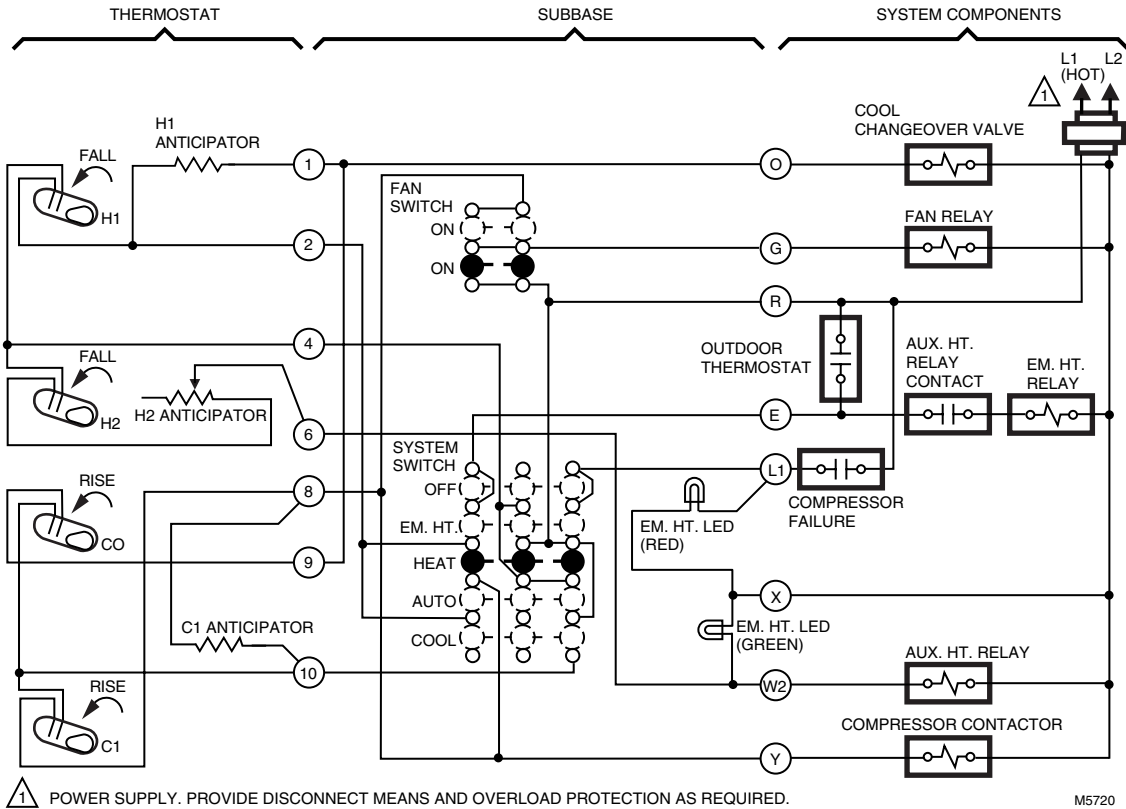 THERMOSTAT
SUBBASE
SYSTEM COMPONENTS
L1
(HOT)
L2
1
H1
ANTICIPATOR
COOL
CHANGEOVER VALVE
FALL
H1
1
O
FAN
SWITCH
ON
FAN RELAY
2
G
ON
R
4
FALL
H2
H2 ANTICIPATOR
OUTDOOR
THERMOSTAT
AUX. HT.
RELAY
CONTACT
EM. HT.
RELAY
E
6
SYSTEM
SWITCH
OFF
EM. HT.
HEAT
AUTO
COOL
RISE
CO
8
L1
COMPRESSOR
FAILURE
EM. HT. LED
(RED)
9
X
EM. HT. LED
(GREEN)
C1 ANTICIPATOR
10
AUX. HT. RELAY
W2
RISE
C1
COMPRESSOR CONTACTOR
Y
1 POWER SUPPLY. PROVIDE DISCONNECT MEANS AND OVERLOAD PROTECTION AS REQUIRED.
M5720